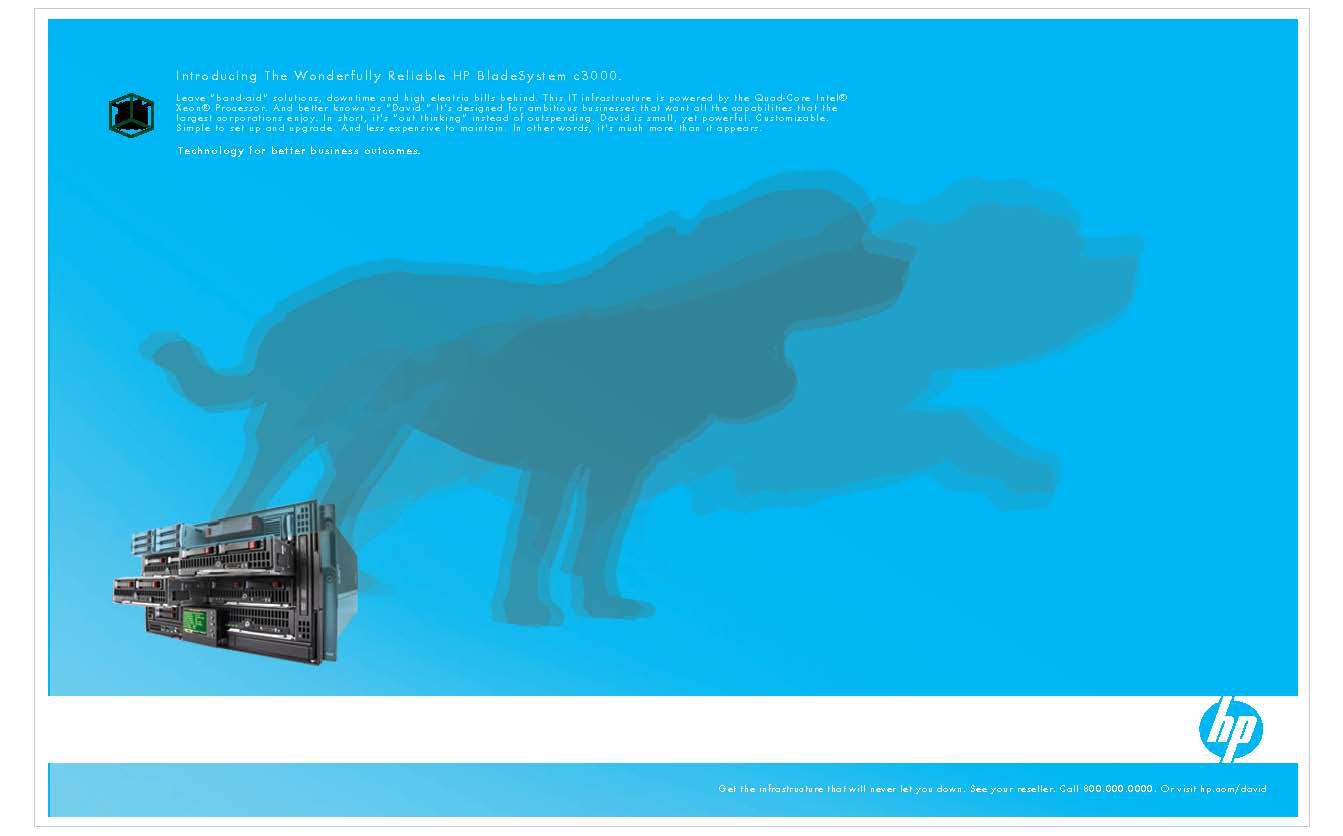 Introducing The Wonderfully Reliable HP BladeSystem c3000.
Leave "band-aid" solutions, downtime and high electric bills behind. This IT infrastructure is powered by the Quad-Core Intel®
Xeon® Processor. And better known as "David." It's designed for ambitious businesses that want all the capabilities that the
largest corporations enjoy. In short, it's "out thinking" instead of outspending. David is small, yet powerful. Customizable.
Simple to set up and upgrade. And less expensive to maintain. In other words, it's much more than it appears.
Technology for better business outcomes.
hp
Get the infrastructure that will never let you down. See your reseller. Call 800.000.0000. Or visit hp.com/david